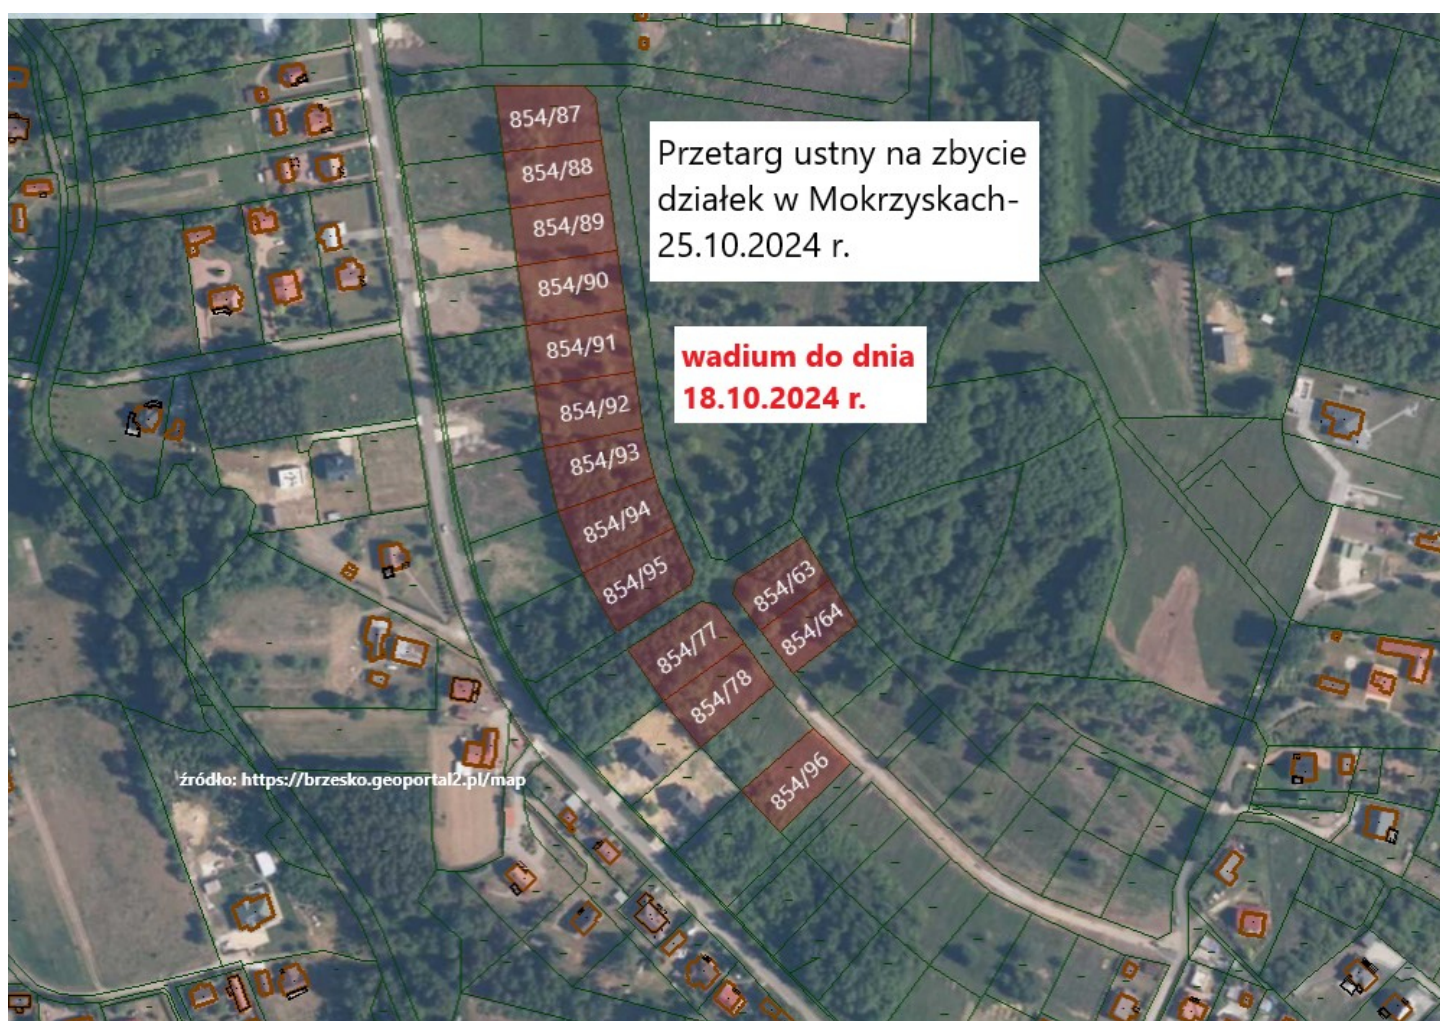 854/87
854/88
854/89
854/90
854/91
854/92
854/93
854/94
854/95
Przetarg ustny na zbycie
działek w Mokrzyskach-
25.10.2024 r.
wadium do dnia
18.10.2024 r.
854/63
854/64
854/77
854/78
854/96
źródło: https://brzesko.geoportal2.pl/map